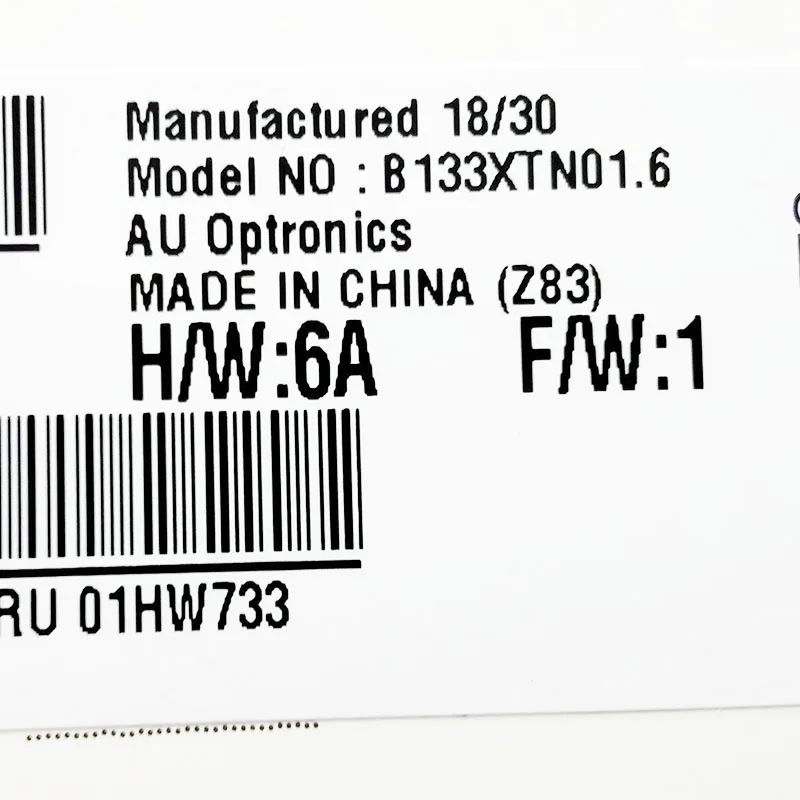 Manufactured 18/30
Model NO : B133XTN01.6
AU Optronics
MADE IN CHINA (Z83)
H/W:6A F/W:1
RU 01HW733